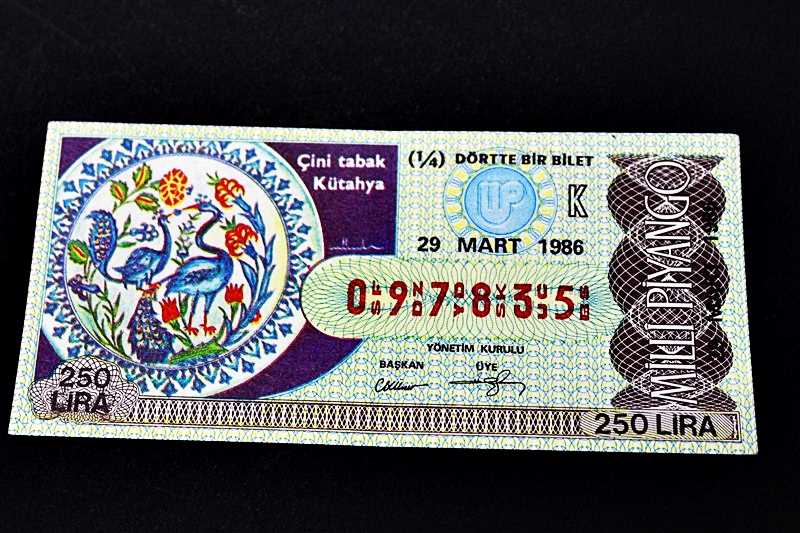 Çini tabak
Kütahya
(¼) DÖRTTE BİR BİLET
K
29 MART 1986
0 9 7 8 3 5
YÖNETİM KURULU
BAŞKAN ÜYE
250
LİRA
250 LİRA
MİLLİ PİYANGO